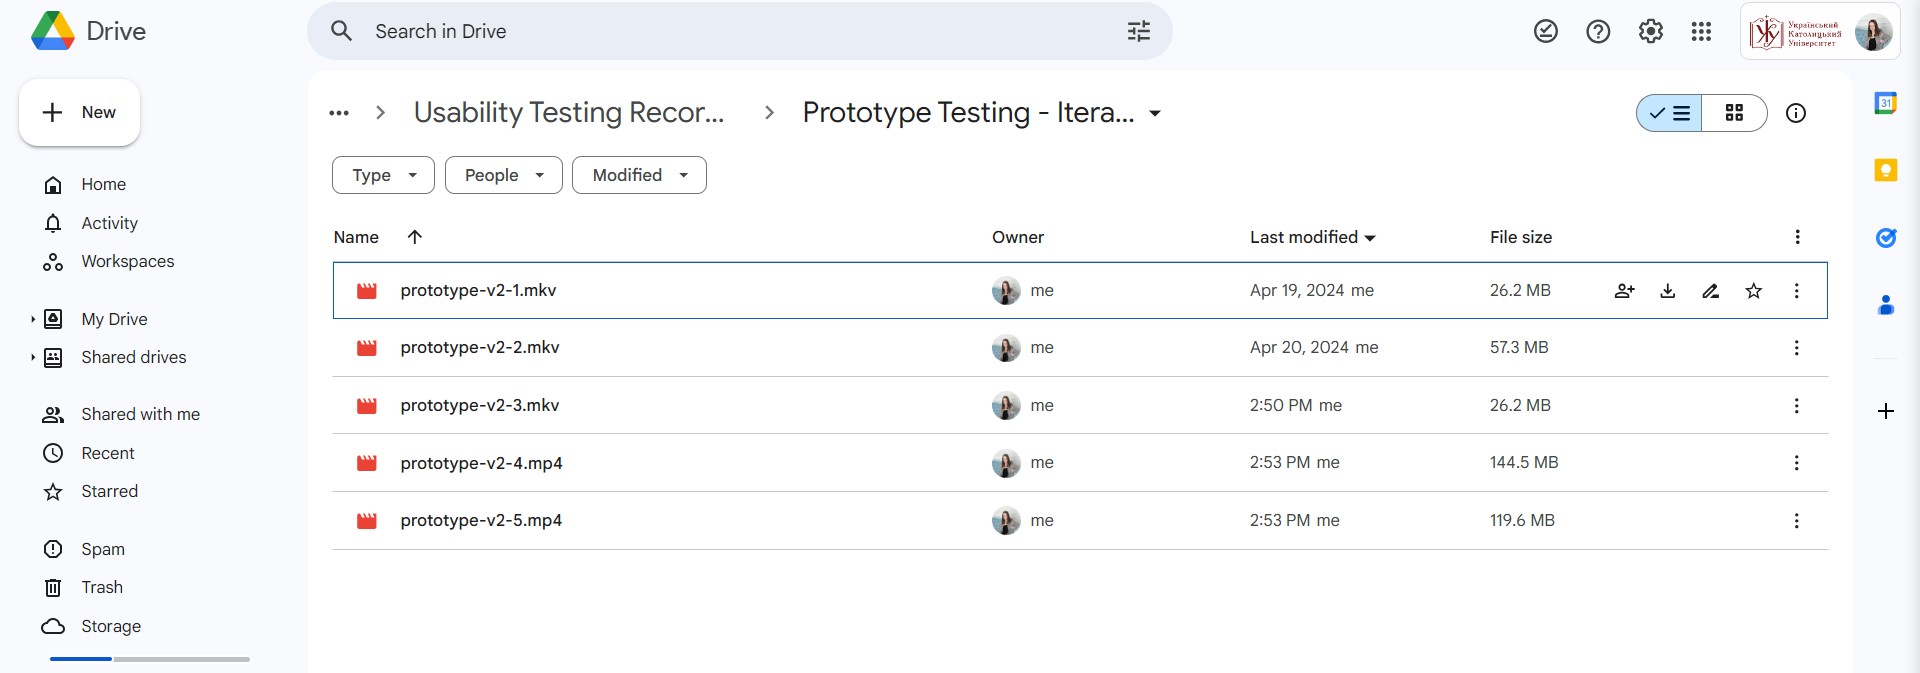 Drive
Search in Drive
Український
Католицький
Університет
New
Usability Testing Recor...
Prototype Testing - Itera...
31
Type
People
Modified
Home
Activity
Workspaces
My Drive
Shared drives
Shared with me
Recent
Starred
Spam
Trash
Storage
Name Owner Last modified File size
prototype-v2-1.mkv me Apr 19, 2024 me 26.2 MB
prototype-v2-2.mkv me Apr 20, 2024 me 57.3 MB
prototype-v2-3.mkv me 2:50 PM me 26.2 MB
prototype-v2-4.mp4 me 2:53 PM me 144.5 MB
prototype-v2-5.mp4 me 2:53 PM me 119.6 MB